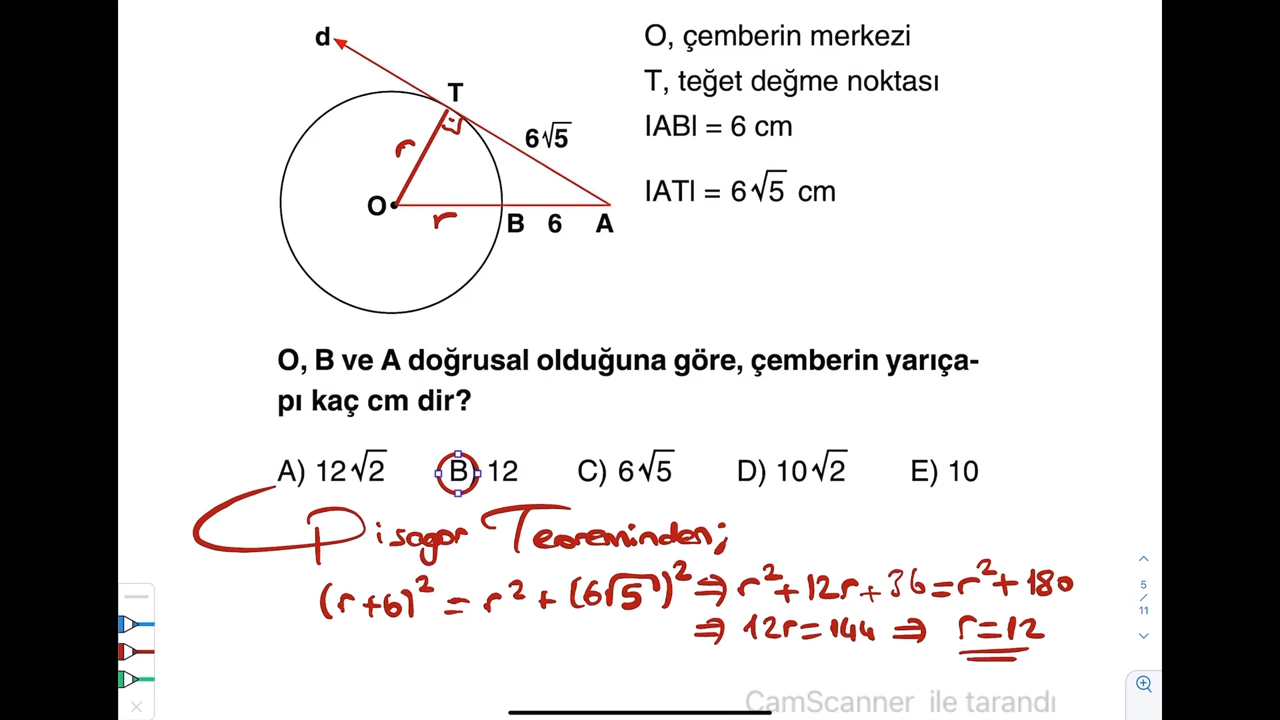 d
T
6√5
r
O
r
B 6 A
O, çemberin merkezi
T, teğet değme noktası
|AB| = 6 cm
|AT| = 6√5 cm
O, B ve A doğrusal olduğuna göre, çemberin yarıça-
pı kaç cm dir?
A) 12√2 B) 12 C) 6√5 D) 10√2 E) 10
Pisagor Teoreminden;
(r+6)² = r² + (6√5)² ⇒ r²+12r+36=r²+180
⇒ 12r=144 ⇒ r=12
5
/
11
CamScanner ile tarandı